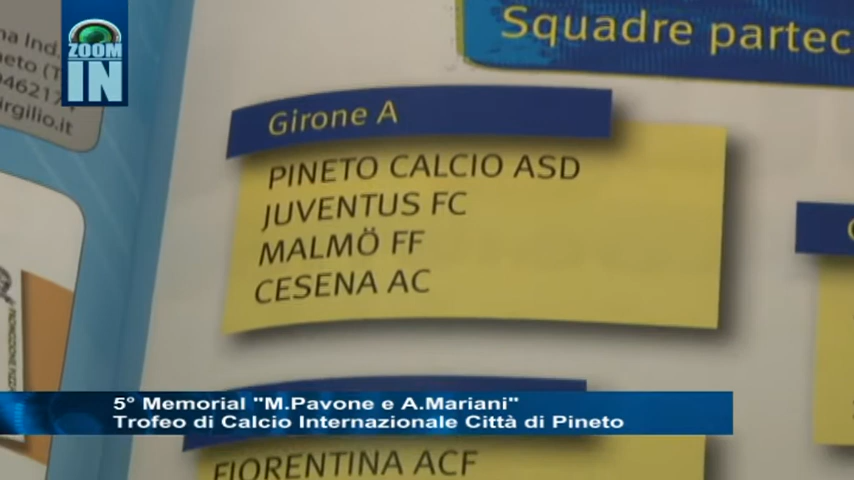 ZOOM
IN
Squadre
Girone A
PINETO CALCIO ASD
JUVENTUS FC
MALMÖ FF
CESENA AC
5° Memorial "M.Pavone e A.Mariani"
Trofeo di Calcio Internazionale Città di Pineto
FIORENTINA ACF